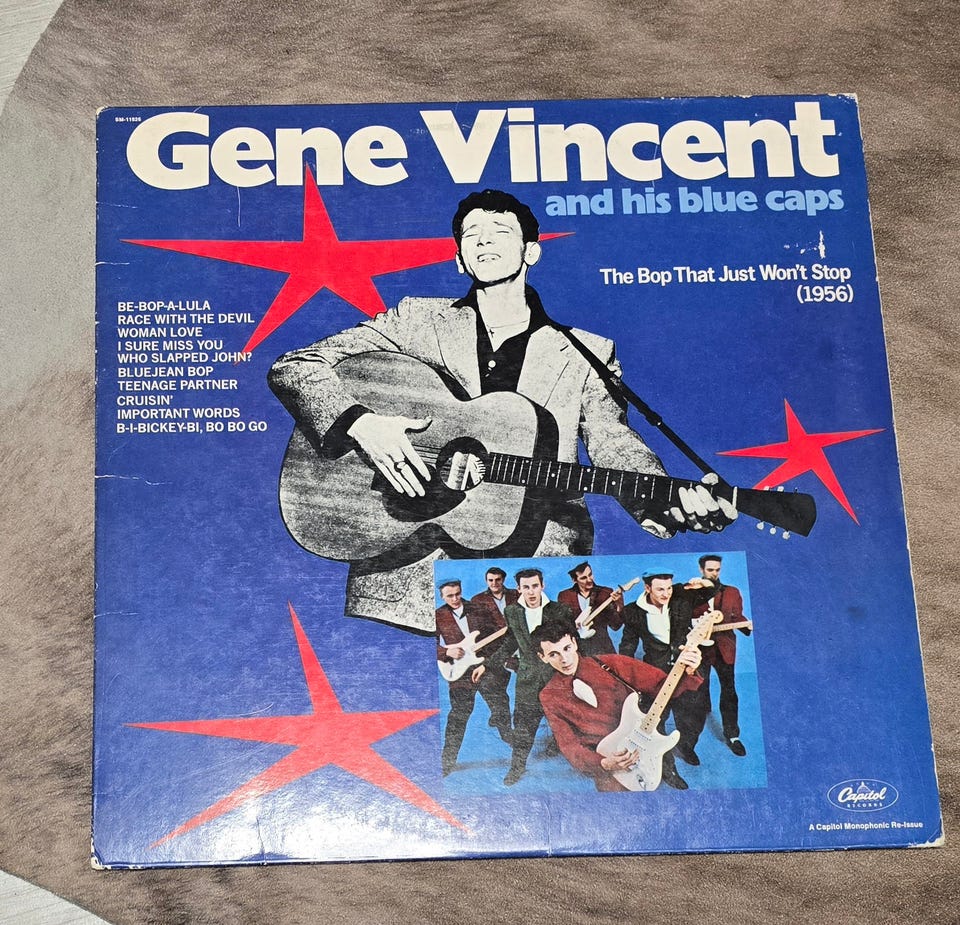 SM-11826
Gene Vincent
and his blue caps
The Bop That Just Won't Stop
(1956)
BE-BOP-A-LULA
RACE WITH THE DEVIL
WOMAN LOVE
I SURE MISS YOU
WHO SLAPPED JOHN?
BLUEJEAN BOP
TEENAGE PARTNER
CRUISIN'
IMPORTANT WORDS
B-I-BICKEY-BI, BO BO GO
Capitol
RECORDS
A Capitol Monophonic Re-Issue